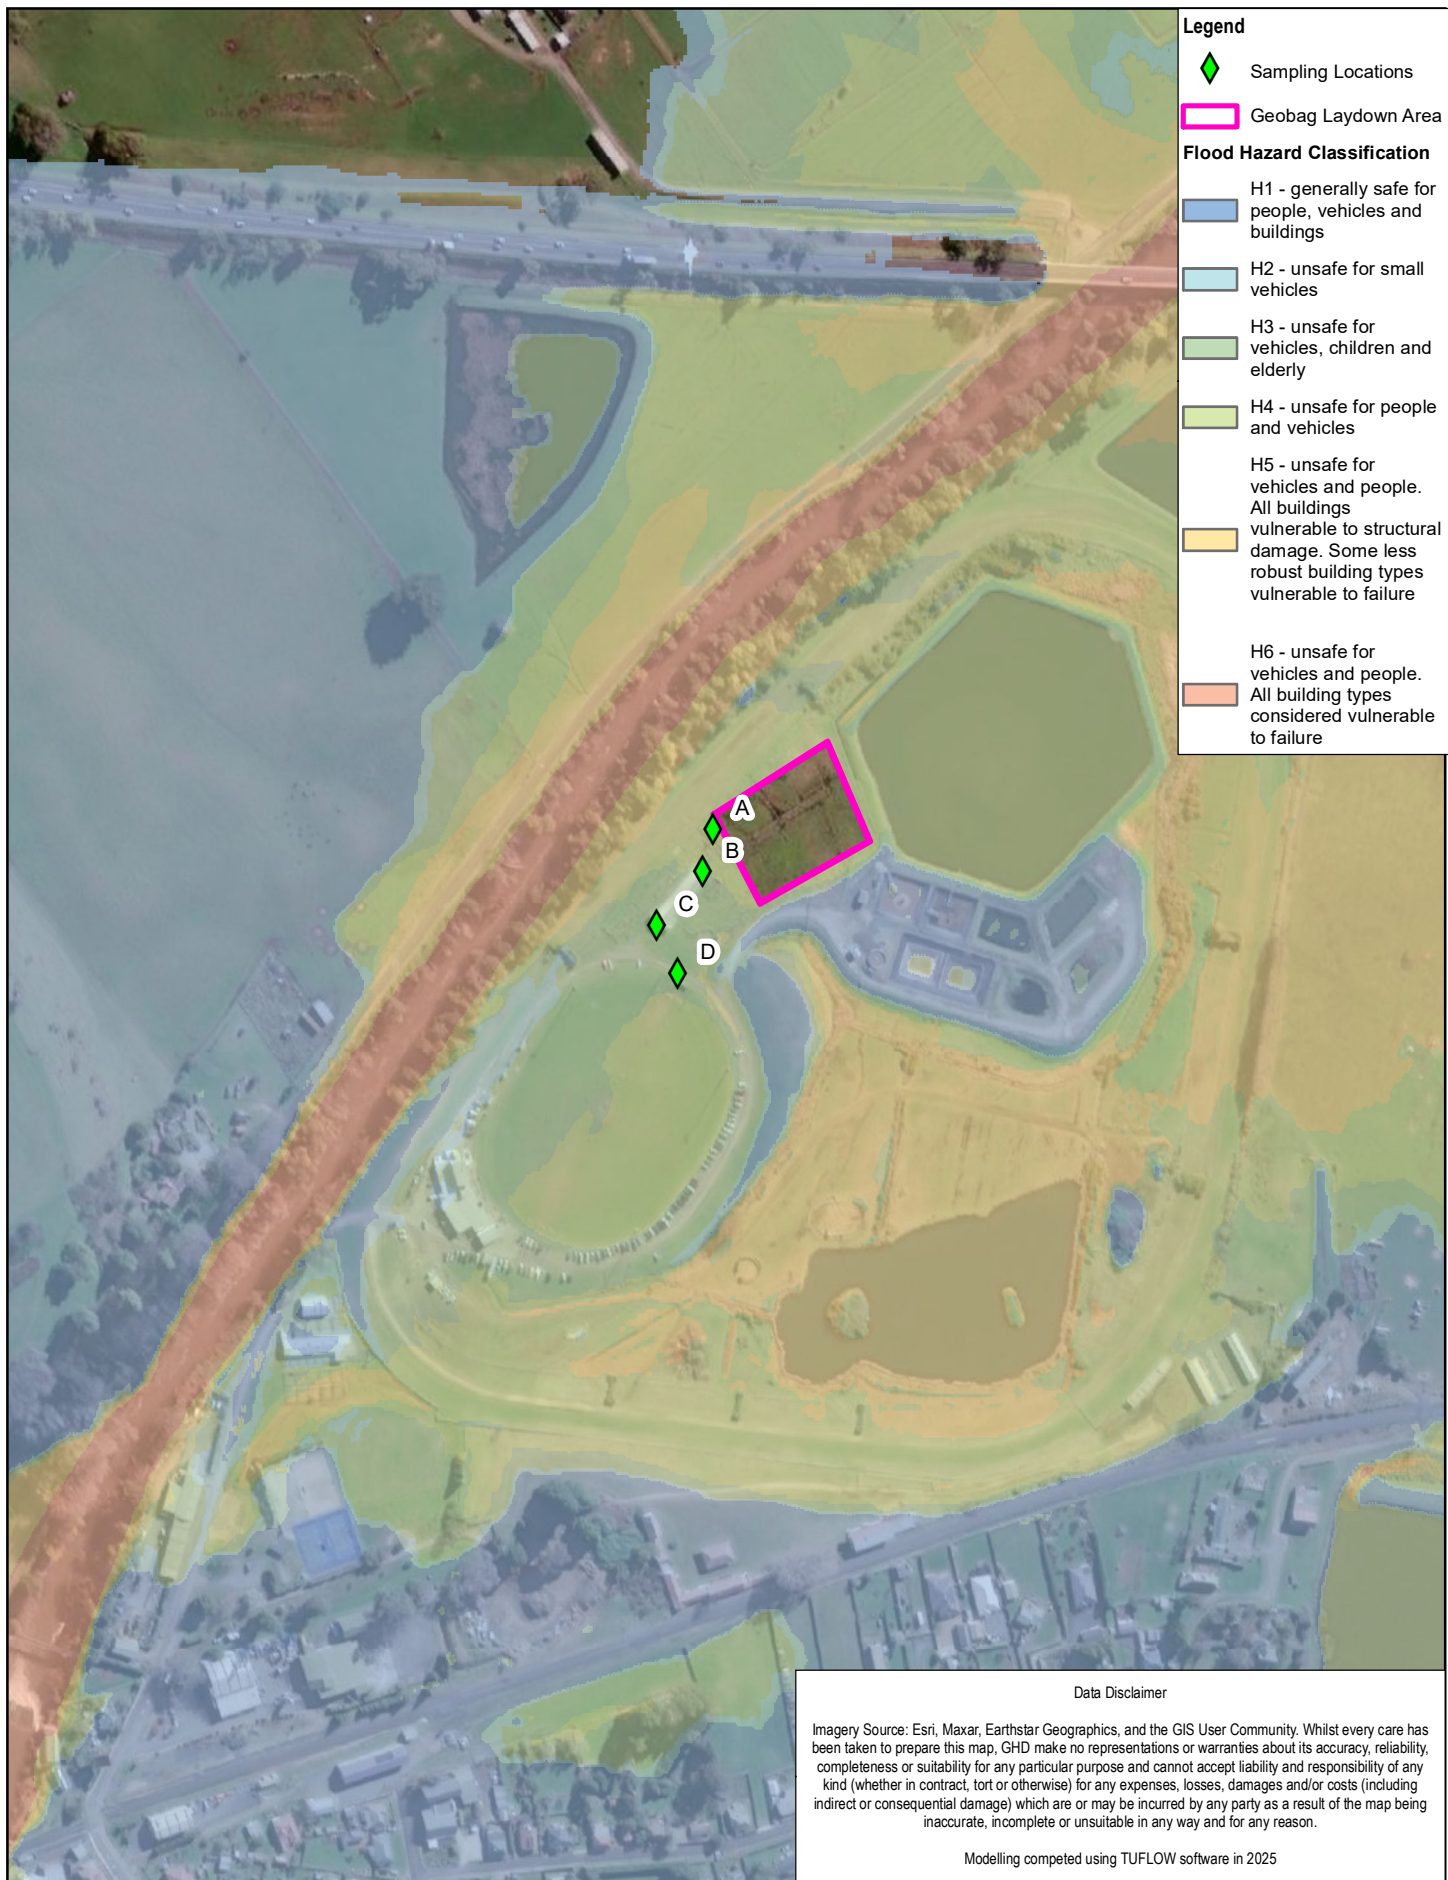 Legend
Sampling Locations
Geobag Laydown Area
Flood Hazard Classification
H1 - generally safe for
people, vehicles and
buildings
H2 - unsafe for small
vehicles
H3 - unsafe for
vehicles, children and
elderly
H4 - unsafe for people
and vehicles
H5 - unsafe for
vehicles and people.
All buildings
vulnerable to structural
damage. Some less
robust building types
vulnerable to failure
H6 - unsafe for
vehicles and people.
All building types
considered vulnerable
to failure
A
B
C
D
Data Disclaimer
Imagery Source: Esri, Maxar, Earthstar Geographics, and the GIS User Community. Whilst every care has
been taken to prepare this map, GHD make no representations or warranties about its accuracy, reliability,
completeness or suitability for any particular purpose and cannot accept liability and responsibility of any
kind (whether in contract, tort or otherwise) for any expenses, losses, damages and/or costs (including
indirect or consequential damage) which are or may be incurred by any party as a result of the map being
inaccurate, incomplete or unsuitable in any way and for any reason.
Modelling competed using TUFLOW software in 2025